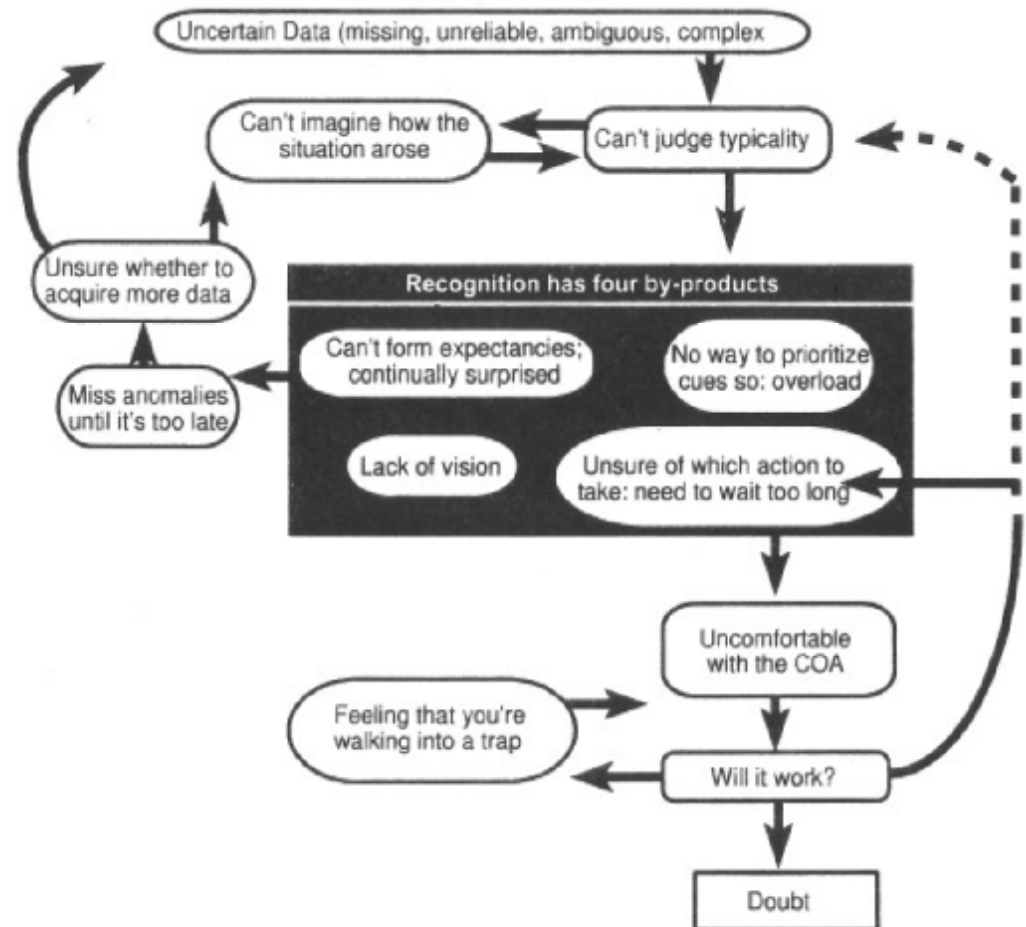 Uncertain Data (missing, unreliable, ambiguous, complex
Can't imagine how the
situation arose
Can't judge typicality
Unsure whether to
acquire more data
Recognition has four by-products
Can't form expectancies;
continually surprised
No way to prioritize
cues so: overload
Miss anomalies
until it's too late
Lack of vision
Unsure of which action to
take: need to wait too long
Uncomfortable
with the COA
Feeling that you're
walking into a trap
Will it work?
Doubt